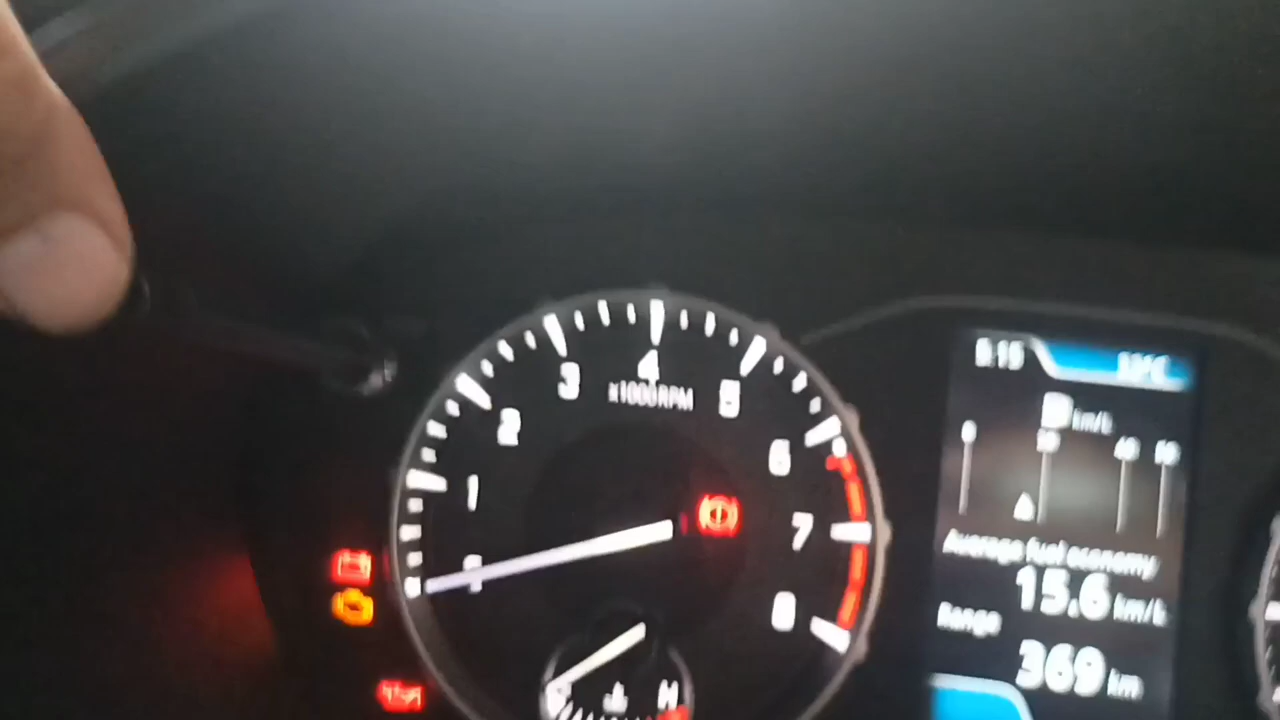 1
2
3
4
5
6
7
8
x1000RPM
H
km/L
0
Average fuel economy
15.6 km/L
Range
369 km